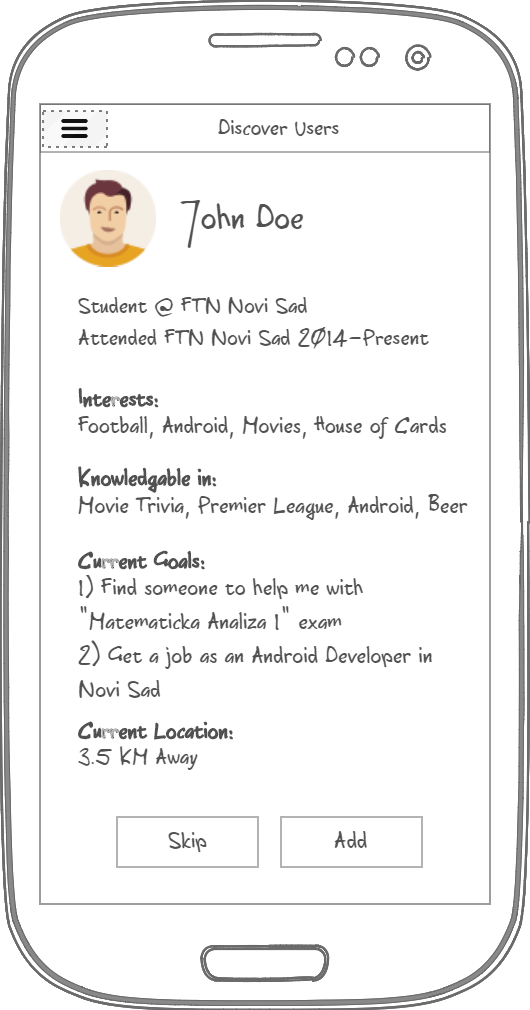 Discover Users
John Doe
Student @ FTN Novi Sad
Attended FTN Novi Sad 2014-Present
Interests:
Football, Android, Movies, House of Cards
Knowledgable in:
Movie Trivia, Premier League, Android, Beer
Current Goals:
1) Find someone to help me with
"Matematicka Analiza 1" exam
2) Get a job as an Android Developer in
Novi Sad
Current Location:
3.5 KM Away
Skip
Add